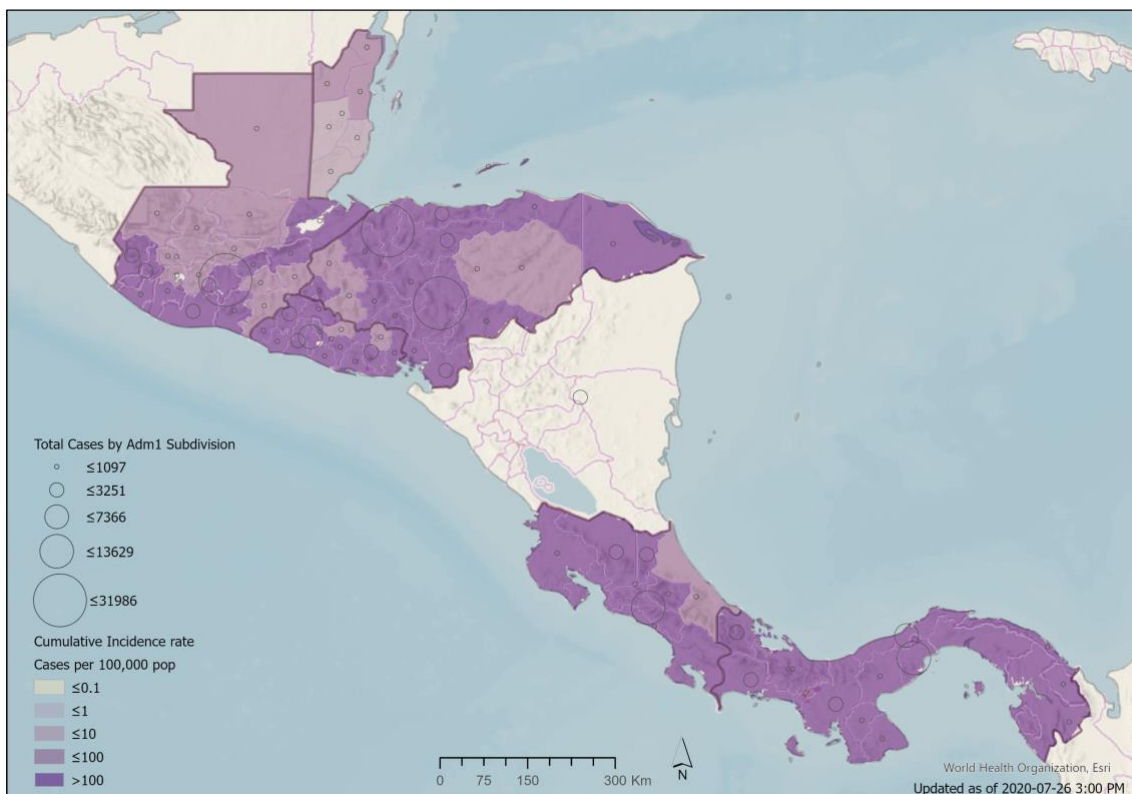 Total Cases by Adm1 Subdivision
≤1097
≤3251
≤7366
≤13629
≤31986
Cumulative Incidence rate
Cases per 100,000 pop
≤0.1
≤1
≤10
≤100
>100
0 75 150 300 Km
N
World Health Organization, Esri
Updated as of 2020-07-26 3:00 PM